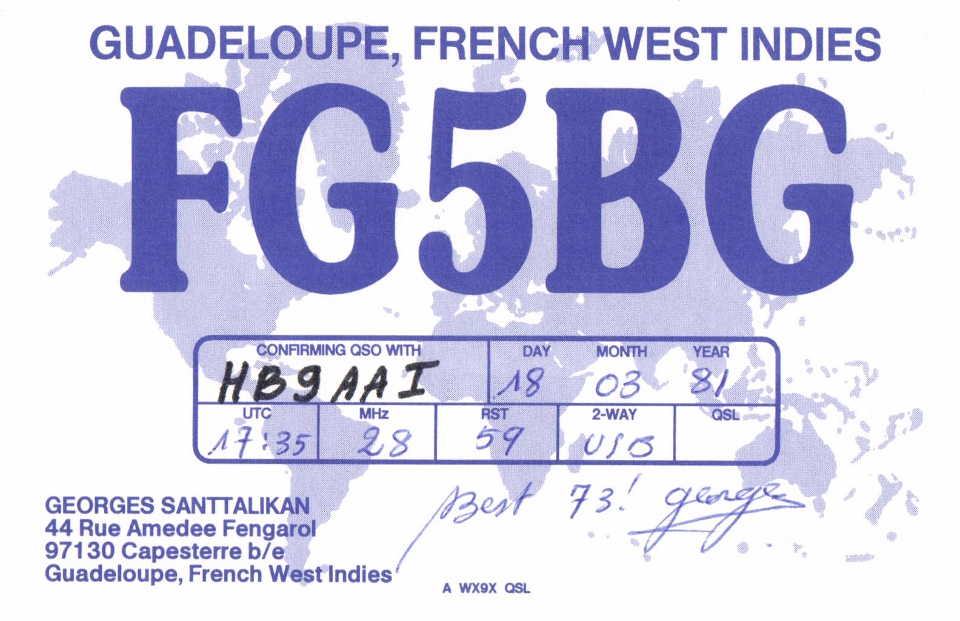 GUADELOUPE, FRENCH WEST INDIES
FG5BG
CONFIRMING QSO WITH DAY MONTH YEAR
HB9AAI 18 03 81
UTC MHz RST 2-WAY QSL
17:35 28 59 USB
Best 73! georges
GEORGES SANTTALIKAN
44 Rue Amedee Fengarol
97130 Capesterre b/e
Guadeloupe, French West Indies
A WX9X QSL